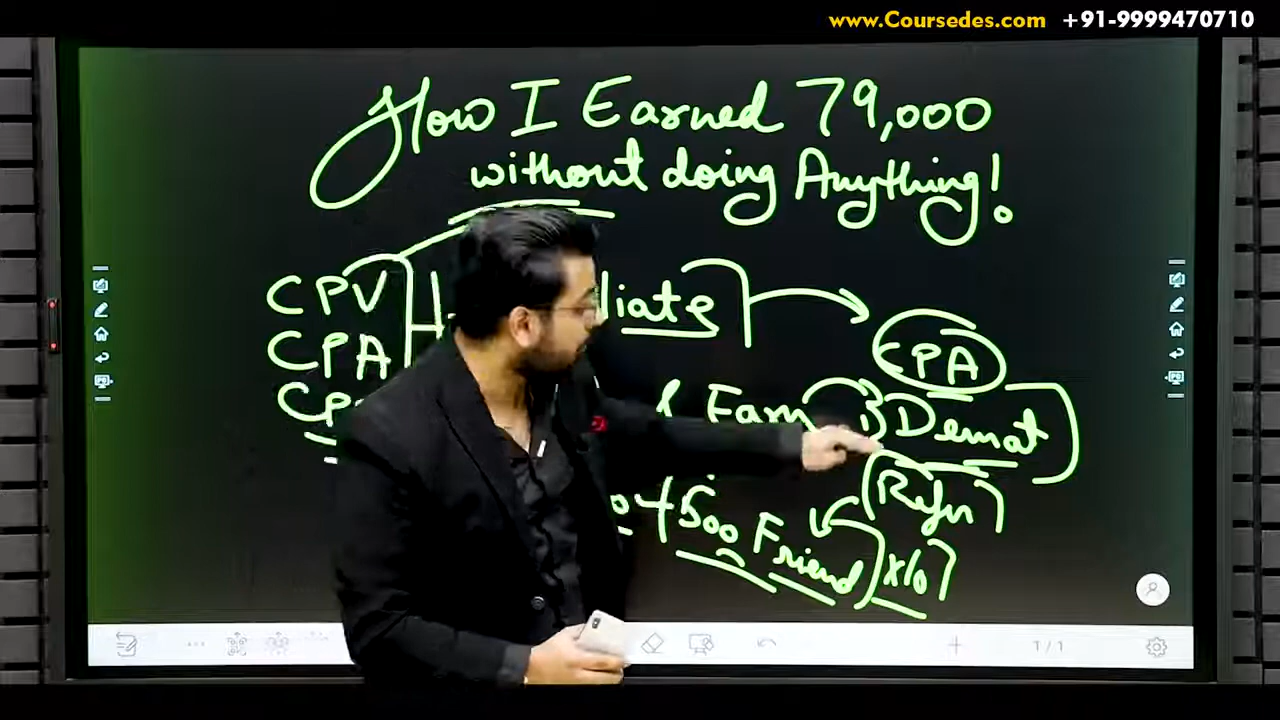 www.Coursedes.com +91-9999470710
How I Earned 79,000
without doing Anything!
CPV
CPA
CPA
Earn
Demat
Refer
500 Friend x10
1/1